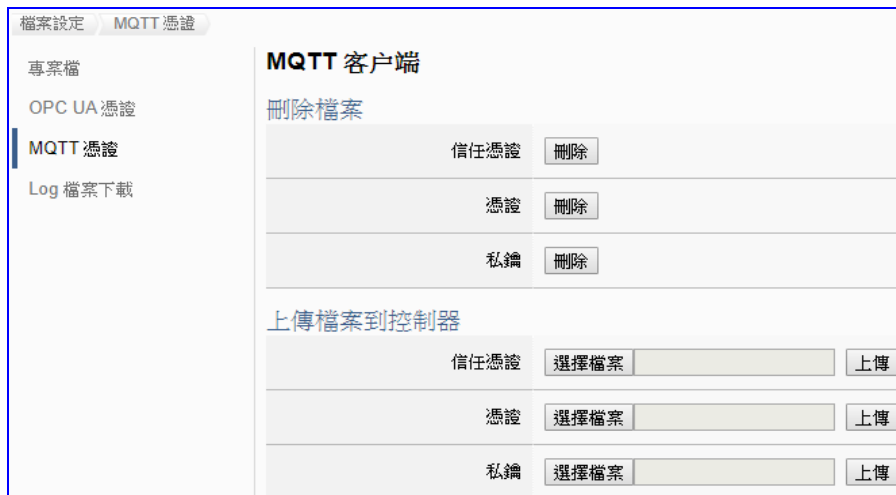 檔案設定 MQTT 憑證
專案檔
OPC UA 憑證
MQTT 憑證
Log 檔案下載
MQTT 客户端
刪除檔案
信任憑證 刪除
憑證 刪除
私鑰 刪除
上傳檔案到控制器
信任憑證 選擇檔案 上傳
憑證 選擇檔案 上傳
私鑰 選擇檔案 上傳